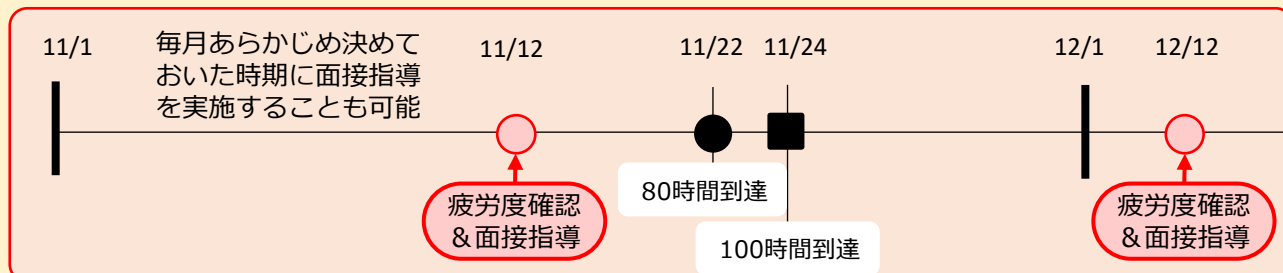 11/1
毎月あらかじめ決めて
おいた時期に面接指導
を実施することも可能
11/12
11/22
11/24
12/1
12/12
疲労度確認
＆面接指導
80時間到達
100時間到達
疲労度確認
＆面接指導